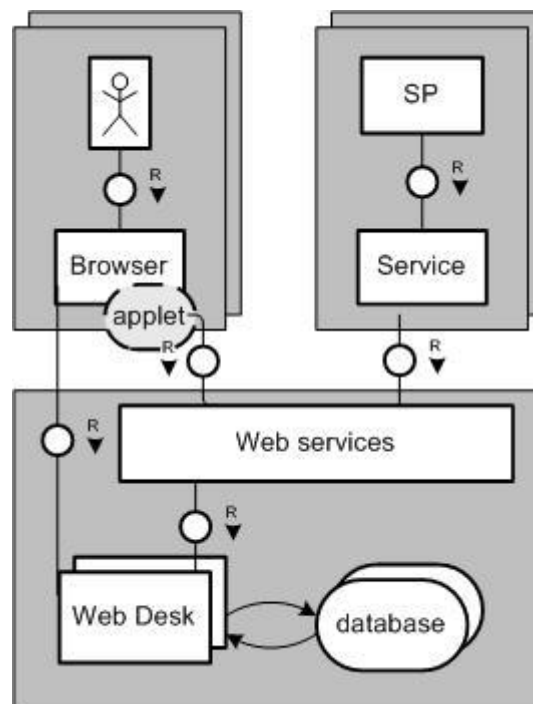 SP
R
R
Browser
Service
applet
R
R
R
Web services
R
Web Desk
database